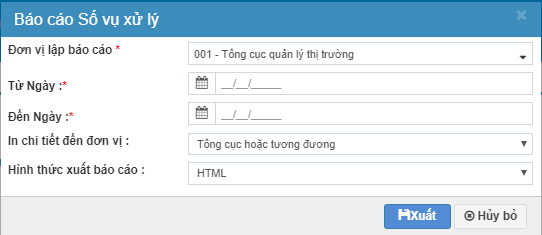 Báo cáo Số vụ xử lý ×
Đơn vị lập báo cáo * 001 - Tổng cục quản lý thị trường
Từ Ngày :* __/__/_____
Đến Ngày :* __/__/_____
In chi tiết đến đơn vị : Tổng cục hoặc tương đương
Hình thức xuất báo cáo : HTML
Xuất Hủy bỏ